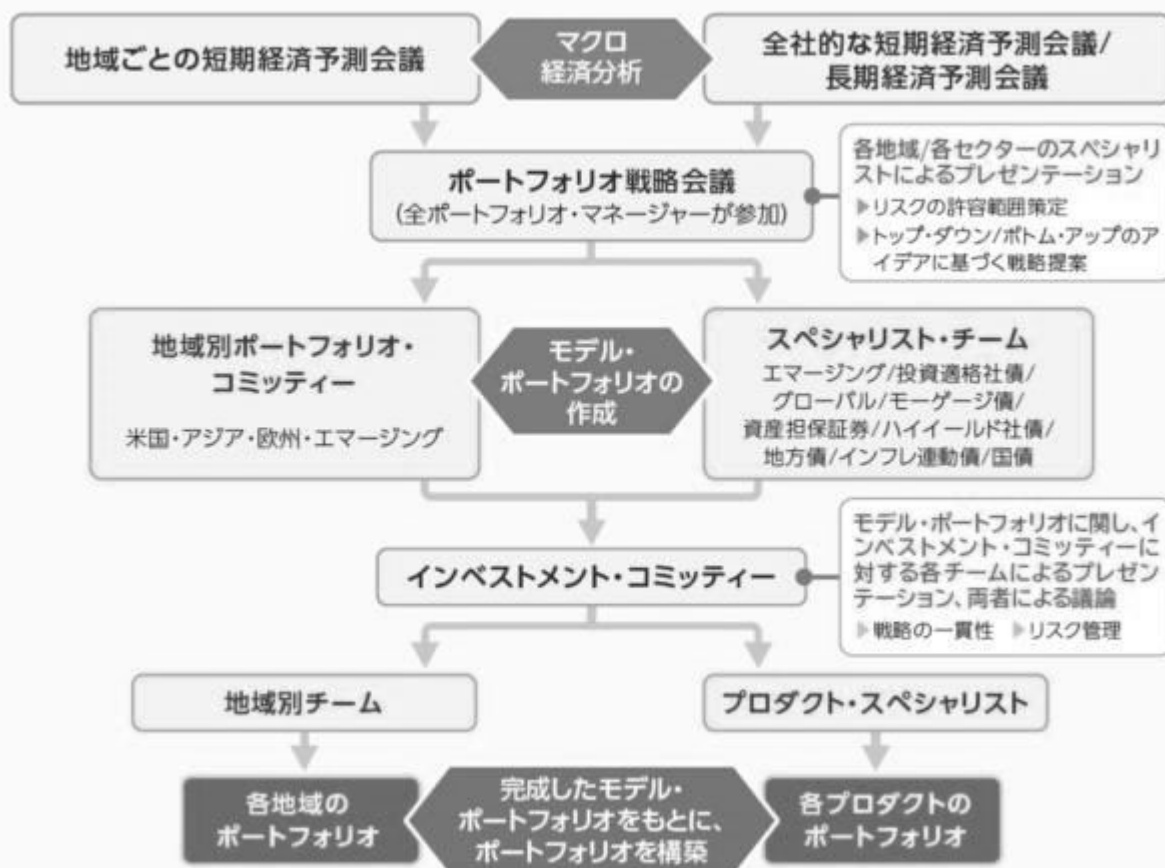 地域ごとの短期経済予測会議
マクロ
経済分析
全社的な短期経済予測会議/
長期経済予測会議
ポートフォリオ戦略会議
(全ポートフォリオ・マネージャーが参加)
各地域/各セクターのスペシャリ
ストによるプレゼンテーション
▶リスクの許容範囲策定
▶トップ・ダウン/ボトム・アップのア
イデアに基づく戦略提案
地域別ポートフォリオ・
コミッティー
米国・アジア・欧州・エマージング
モデル・
ポートフォリオの
作成
スペシャリスト・チーム
エマージング/投資適格社債/
グローバル/モーゲージ債/
資産担保証券/ハイイールド社債/
地方債/インフレ連動債/国債
インベストメント・コミッティー
モデル・ポートフォリオに関し、イ
ンベストメント・コミッティーに
対する各チームによるプレゼン
テーション、両者による議論
▶戦略の一貫性 ▶リスク管理
地域別チーム
プロダクト・スペシャリスト
各地域の
ポートフォリオ
完成したモデル・
ポートフォリオをもとに、
ポートフォリオを構築
各プロダクトの
ポートフォリオ